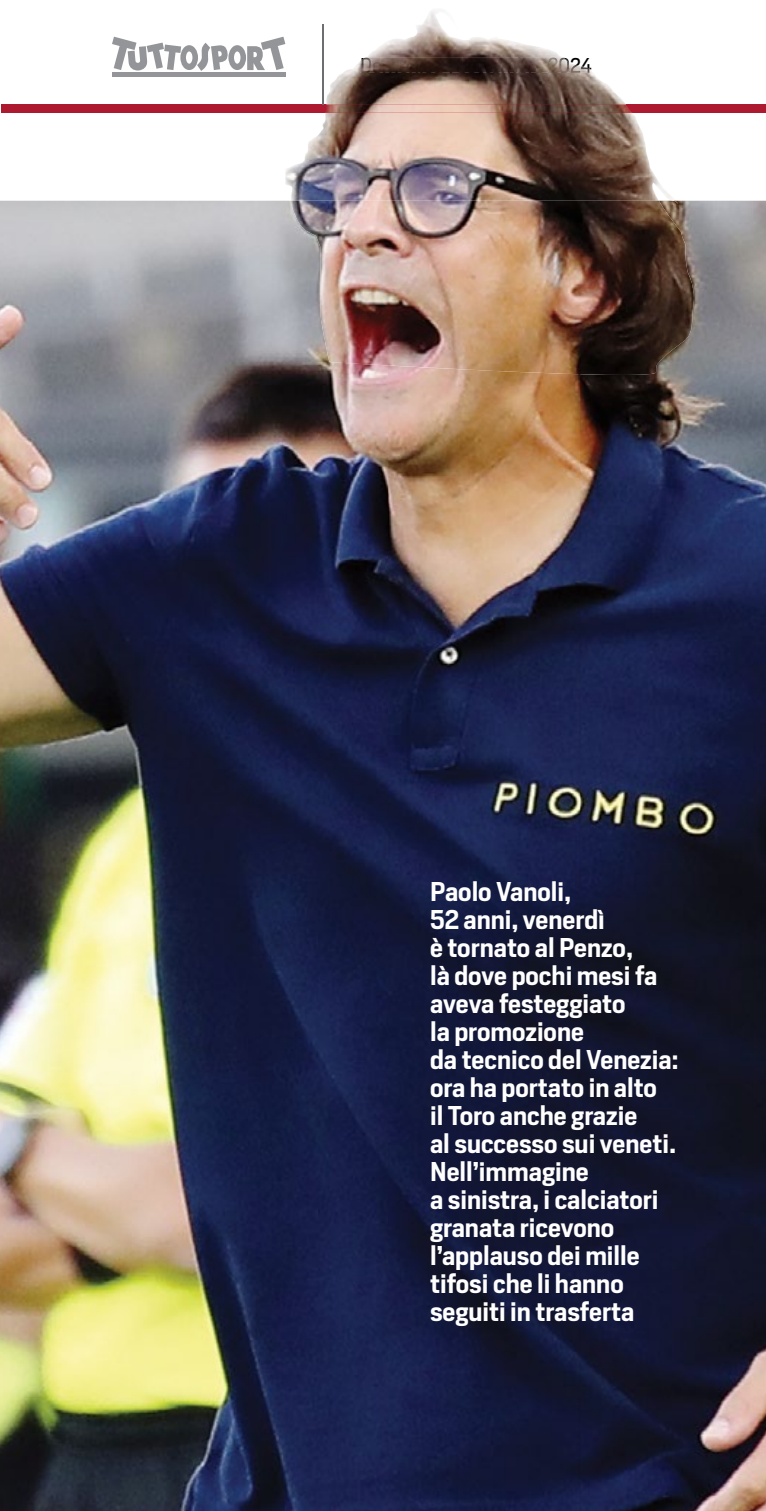 TUTTOSPORT
2024
PIOMBO
Paolo Vanoli,
52 anni, venerdì
è tornato al Penzo,
là dove pochi mesi fa
aveva festeggiato
la promozione
da tecnico del Venezia:
ora ha portato in alto
il Toro anche grazie
al successo sui veneti.
Nell’immagine
a sinistra, i calciatori
granata ricevono
l’applauso dei mille
tifosi che li hanno
seguiti in trasferta